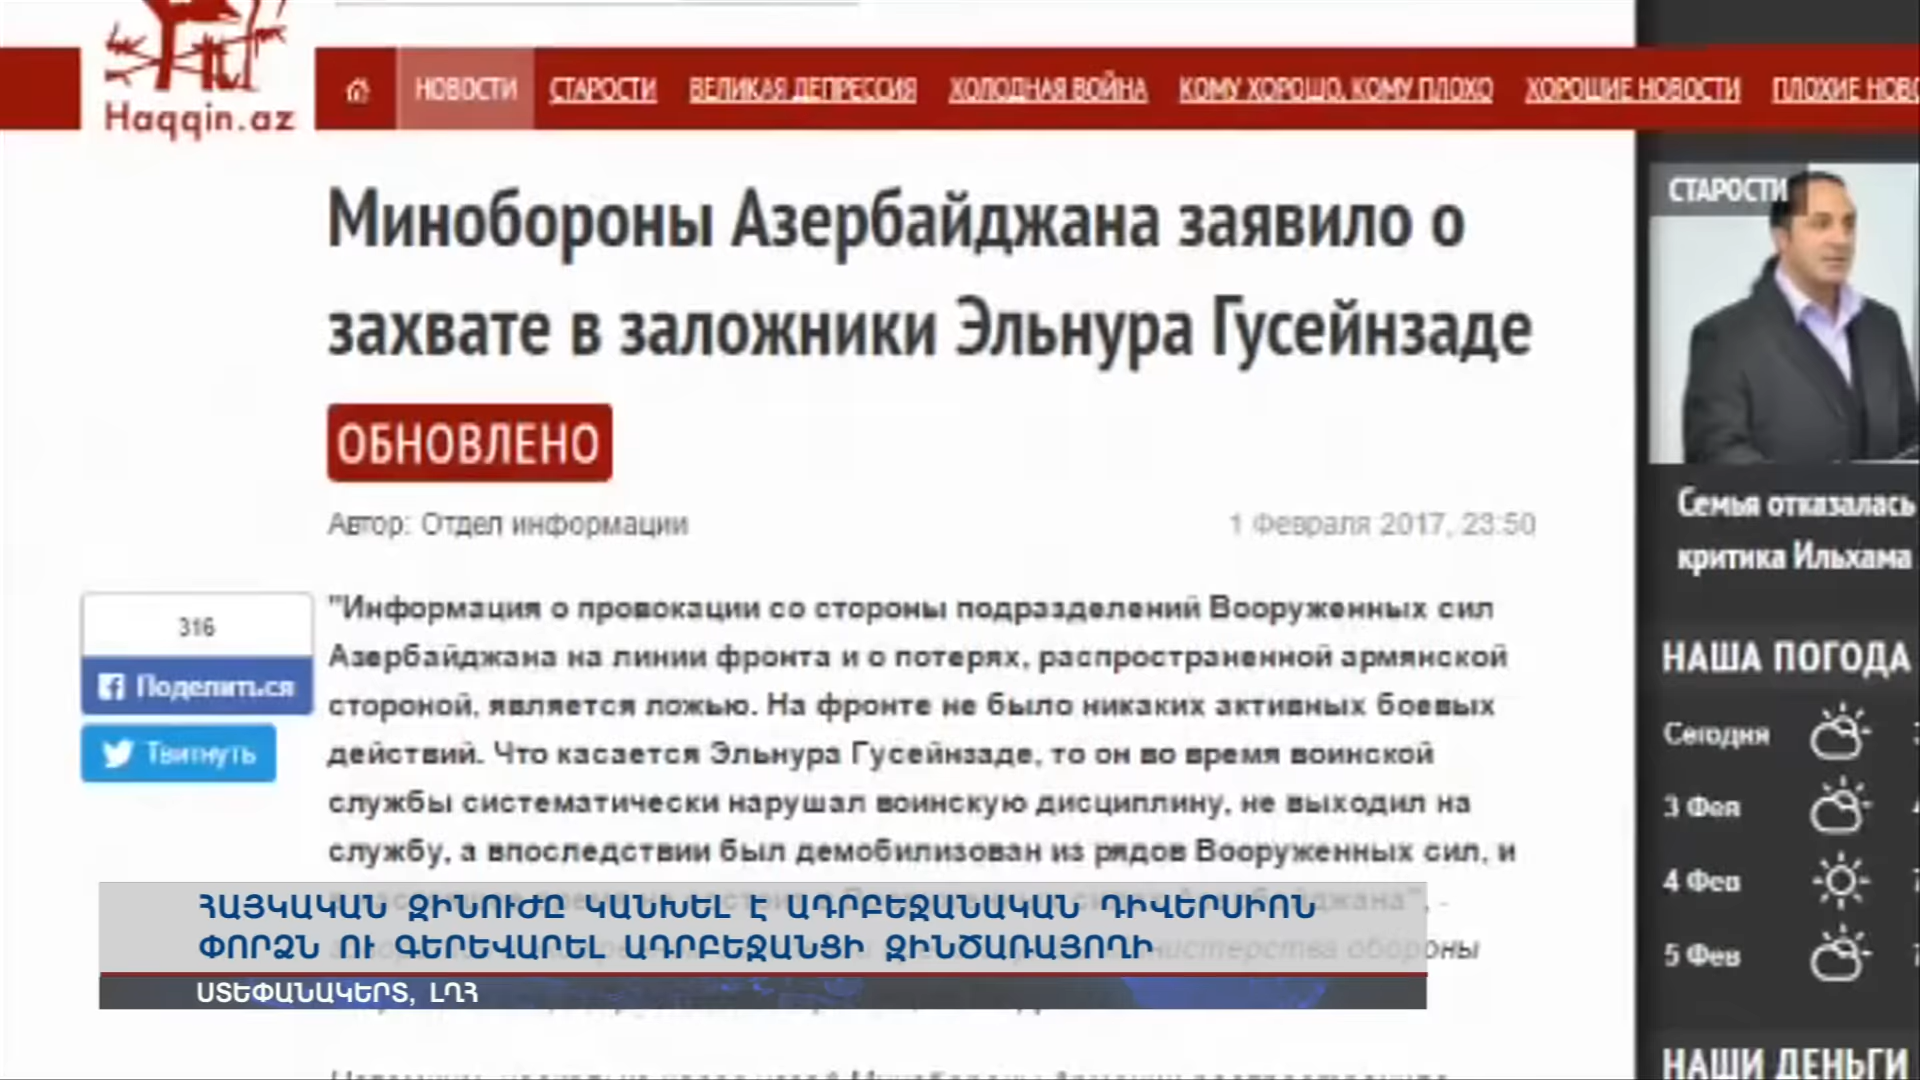 Haqqin.az
НОВОСТИ СТАРОСТИ ВЕЛИКАЯ ДЕПРЕССИЯ ХОЛОДНАЯ ВОЙНА КОМУ ХОРОШО, КОМУ ПЛОХО ХОРОШИЕ НОВОСТИ ПЛОХИЕ НОВО
Минобороны Азербайджана заявило о
захвате в заложники Эльнура Гусейнзаде
ОБНОВЛЕНО
Автор: Отдел информации
1 Февраля 2017, 23:50
316
Поделиться
Твитнуть
"Информация о провокации со стороны подразделений Вооруженных сил
Азербайджана на линии фронта и о потерях, распространенной армянской
стороной, является ложью. На фронте не было никаких активных боевых
действий. Что касается Эльнура Гусейнзаде, то он во время воинской
службы систематически нарушал воинскую дисциплину, не выходил на
службу, а впоследствии был демобилизован из рядов Вооруженных сил, и
министерства обороны
ՀԱՅԿԱԿԱՆ ԶԻՆՈՒԺԸ ԿԱՆԽԵԼ Է ԱԴՐԲԵՋԱՆԱԿԱՆ ԴԻՎԵՐՍԻՈՆ
ՓՈՐՁՆ ՈՒ ԳԵՐԵՎԱՐԵԼ ԱԴՐԲԵՋԱՆՑԻ ԶԻՆԾԱՌԱՅՈՂԻ
ՍՏԵՓԱՆԱԿԵՐՏ, ԼՂՀ
СТАРОСТИ
Семья отказалась
критика Ильхама
НАША ПОГОДА
Сегодня
3 Фев
4 Фев
5 Фев
НАШИ ДЕНЬГИ